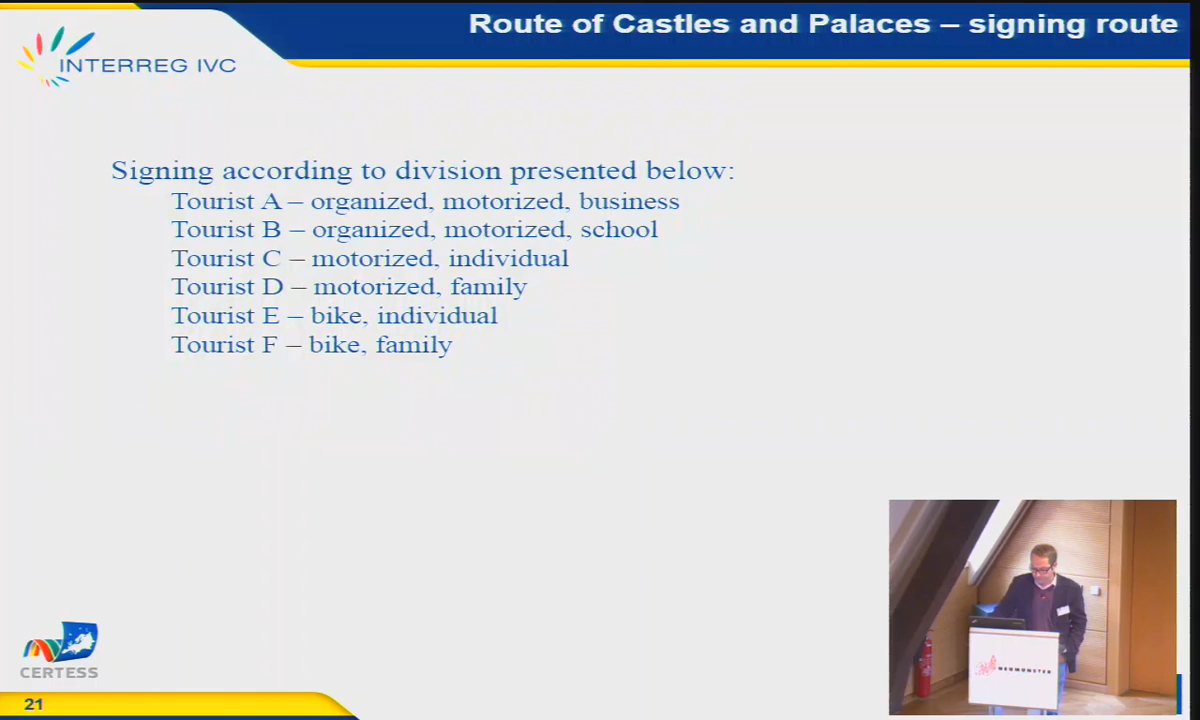 Route of Castles and Palaces – signing route
INTERREG IVC
Signing according to division presented below:
Tourist A – organized, motorized, business
Tourist B – organized, motorized, school
Tourist C – motorized, individual
Tourist D – motorized, family
Tourist E – bike, individual
Tourist F – bike, family
CERTESS
NEUMÜNSTER
21